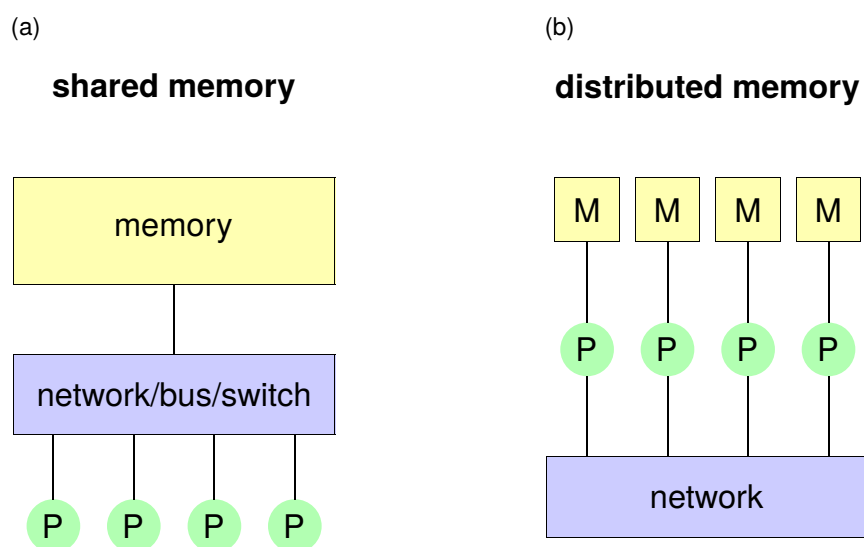 (a)
shared memory
memory
network/bus/switch
P P P P
(b)
distributed memory
M M M M
P P P P
network